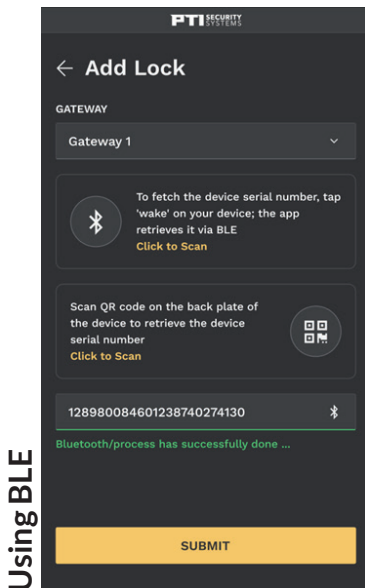 PTI SECURITY SYSTEMS
← Add Lock
GATEWAY
Gateway 1
To fetch the device serial number, tap
'wake' on your device; the app
retrieves it via BLE
Click to Scan
Scan QR code on the back plate of
the device to retrieve the device
serial number
Click to Scan
128980084601238740274130
Bluetooth/process has successfully done ...
SUBMIT
Using BLE